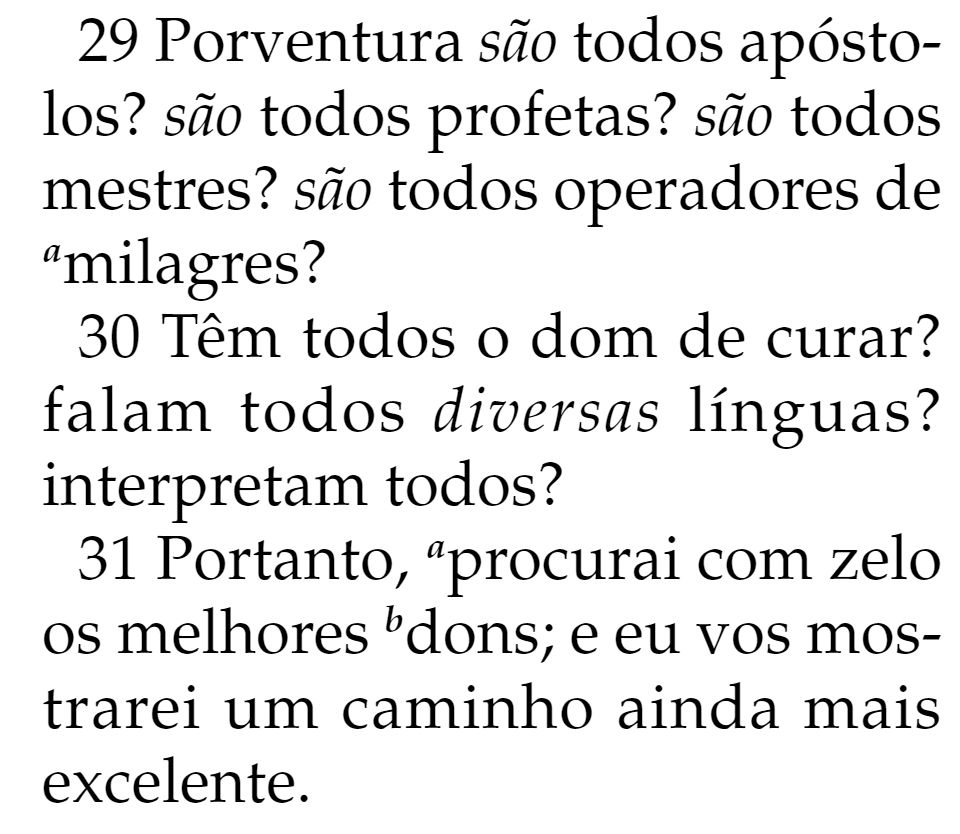 29 Porventura são todos apósto-
los? são todos profetas? são todos
mestres? são todos operadores de
ᵃmilagres?
30 Têm todos o dom de curar?
falam todos diversas línguas?
interpretam todos?
31 Portanto, ᵃprocurai com zelo
os melhores ᵇdons; e eu vos mos-
trarei um caminho ainda mais
excelente.